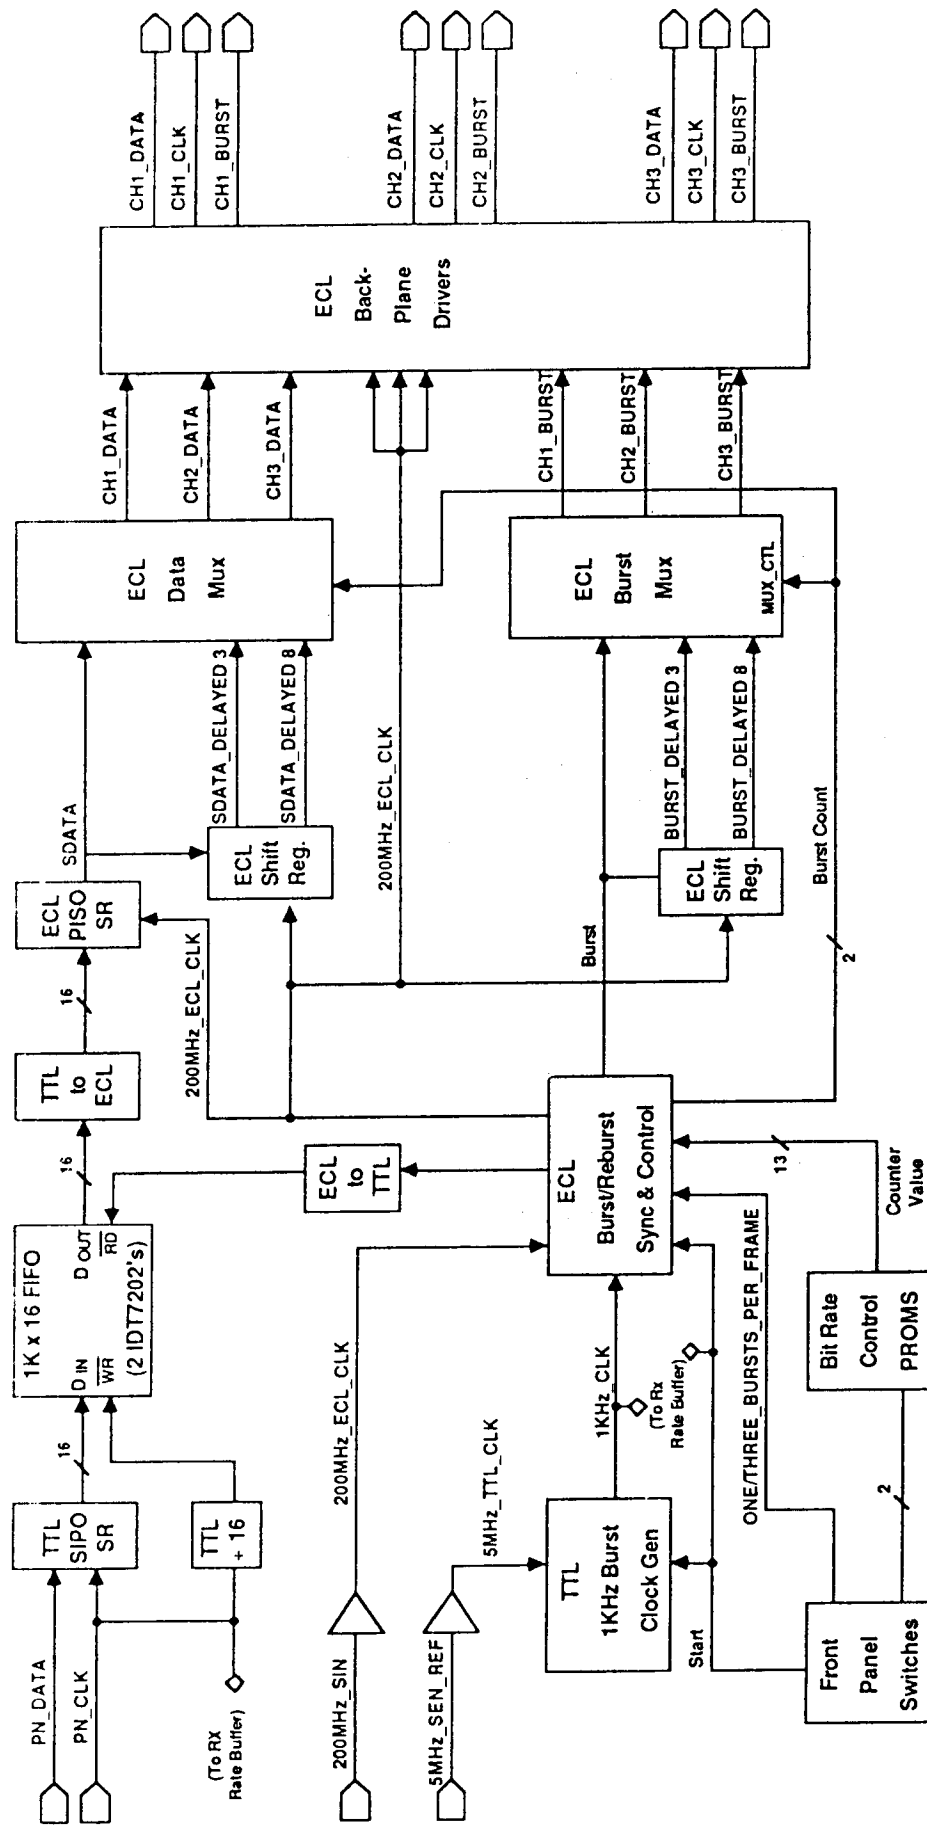 PN_DATA
PN_CLK
(To Rx
Rate Buffer)
TTL
SIPO
SR
TTL
÷ 16
16
1K x 16 FIFO
D IN
D OUT
WR
RD
(2 IDT7202's)
16
TTL
to
ECL
16
ECL
PISO
SR
SDATA
200MHz_ECL_CLK
ECL
Shift
Reg.
SDATA_DELAYED 3
SDATA_DELAYED 8
ECL
Data
Mux
CH1_DATA
CH2_DATA
CH3_DATA
ECL
Back-
Plane
Drivers
CH1_DATA
CH1_CLK
CH1_BURST
CH2_DATA
CH2_CLK
CH2_BURST
CH3_DATA
CH3_CLK
CH3_BURST
200MHz_SIN
200MHz_ECL_CLK
ECL
to
TTL
200MHz_ECL_CLK
5MHz_SEN_REF
5MHz_TTL_CLK
TTL
1KHz Burst
Clock Gen
1KHz_CLK
(To Rx
Rate Buffer)
ECL
Burst/Reburst
Sync & Control
Burst
ECL
Shift
Reg.
BURST_DELAYED 3
BURST_DELAYED 8
ECL
Burst
Mux
MUX_CTL
CH1_BURST
CH2_BURST
CH3_BURST
Start
ONE/THREE_BURSTS_PER_FRAME
13
2
Burst Count
Front
Panel
Switches
2
Bit Rate
Control
PROMS
Counter
Value